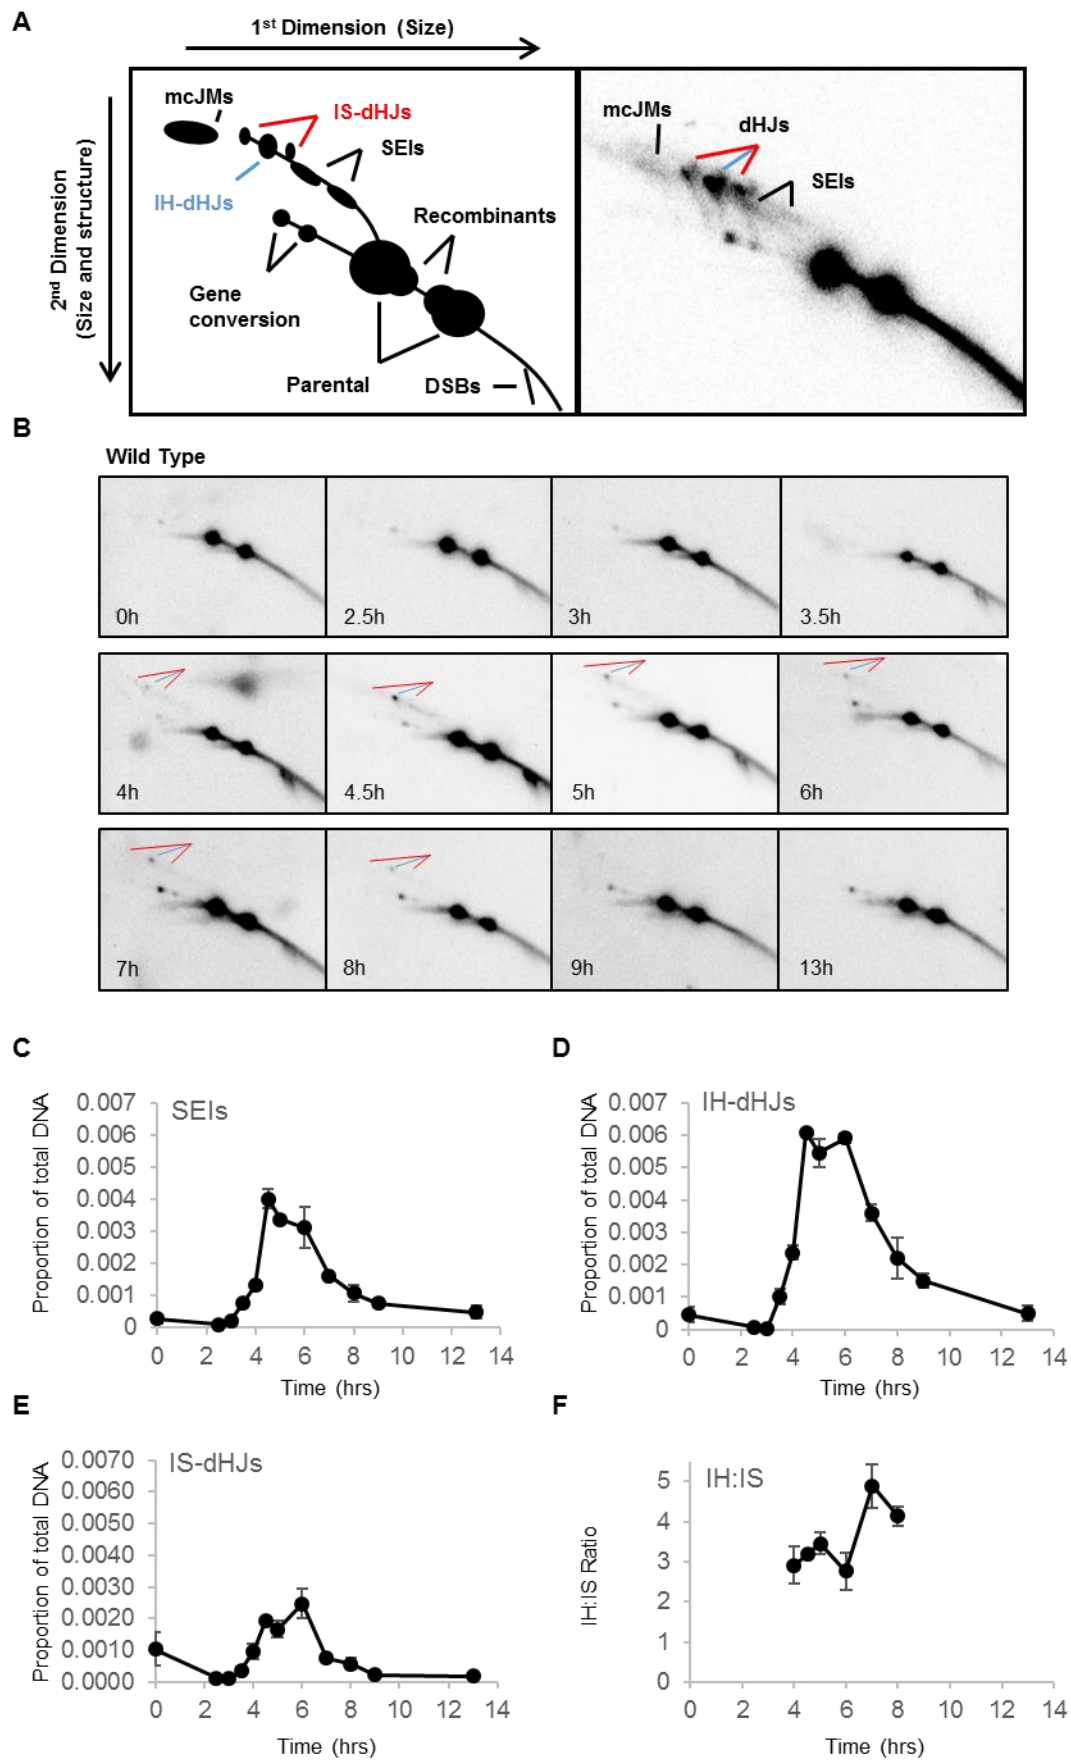 A
1st Dimension (Size)
2nd Dimension
(Size and structure)
mcJMs
IS-dHJs
SEIs
IH-dHJs
Recombinants
Gene
conversion
Parental
DSBs
mcJMs
dHJs
SEIs
B
Wild Type
0h
2.5h
3h
3.5h
4h
4.5h
5h
6h
7h
8h
9h
13h
C
SEIs
Proportion of total DNA
0.007
0.006
0.005
0.004
0.003
0.002
0.001
0
0 2 4 6 8 10 12 14
Time (hrs)
D
IH-dHJs
Proportion of total DNA
0.007
0.006
0.005
0.004
0.003
0.002
0.001
0
0 2 4 6 8 10 12 14
Time (hrs)
E
IS-dHJs
Proportion of total DNA
0.0070
0.0060
0.0050
0.0040
0.0030
0.0020
0.0010
0.0000
0 2 4 6 8 10 12 14
Time (hrs)
F
IH:IS
IH:IS Ratio
5
4
3
2
1
0
0 2 4 6 8 10 12 14
Time (hrs)